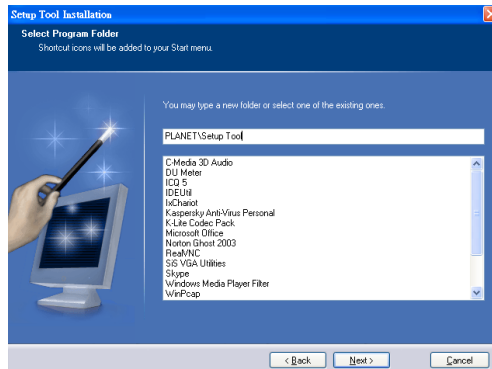 Setup Tool Installation
Select Program Folder
Shortcut icons will be added to your Start menu.
You may type a new folder or select one of the existing ones.
PLANET\Setup Tool
C-Media 3D Audio
DU Meter
ICQ 5
IDEUtil
IxChariot
Kaspersky Anti-Virus Personal
K-Lite Codec Pack
Microsoft Office
Norton Ghost 2003
RealVNC
SiS VGA Utilities
Skype
Windows Media Player Filter
WinPcap
< Back
Next >
Cancel